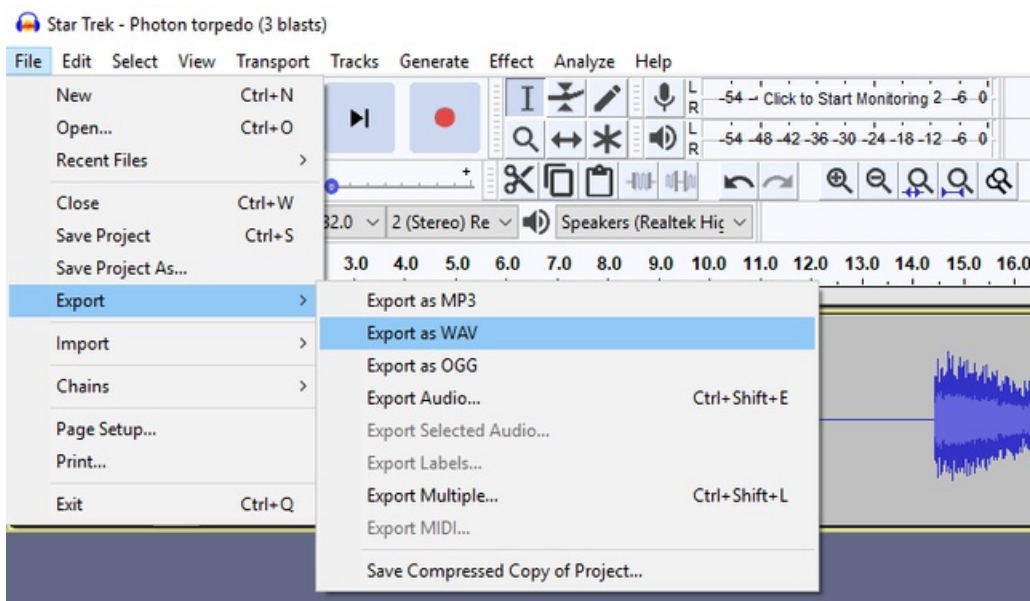 Star Trek - Photon torpedo (3 blasts)
File Edit Select View Transport Tracks Generate Effect Analyze Help
New Ctrl+N
Open... Ctrl+O
Recent Files >
Close Ctrl+W
Save Project Ctrl+S
Save Project As...
Export >
Import >
Chains >
Page Setup...
Print...
Exit Ctrl+Q
L
R
-54 - Click to Start Monitoring 2 -6 0
L
R
-54 -48 -42 -36 -30 -24 -18 -12 -6 0
32.0 2 (Stereo) Re Speakers (Realtek Hig
3.0 4.0 5.0 6.0 7.0 8.0 9.0 10.0 11.0 12.0 13.0 14.0 15.0 16.0
Export as MP3
Export as WAV
Export as OGG
Export Audio... Ctrl+Shift+E
Export Selected Audio...
Export Labels...
Export Multiple... Ctrl+Shift+L
Export MIDI...
Save Compressed Copy of Project...